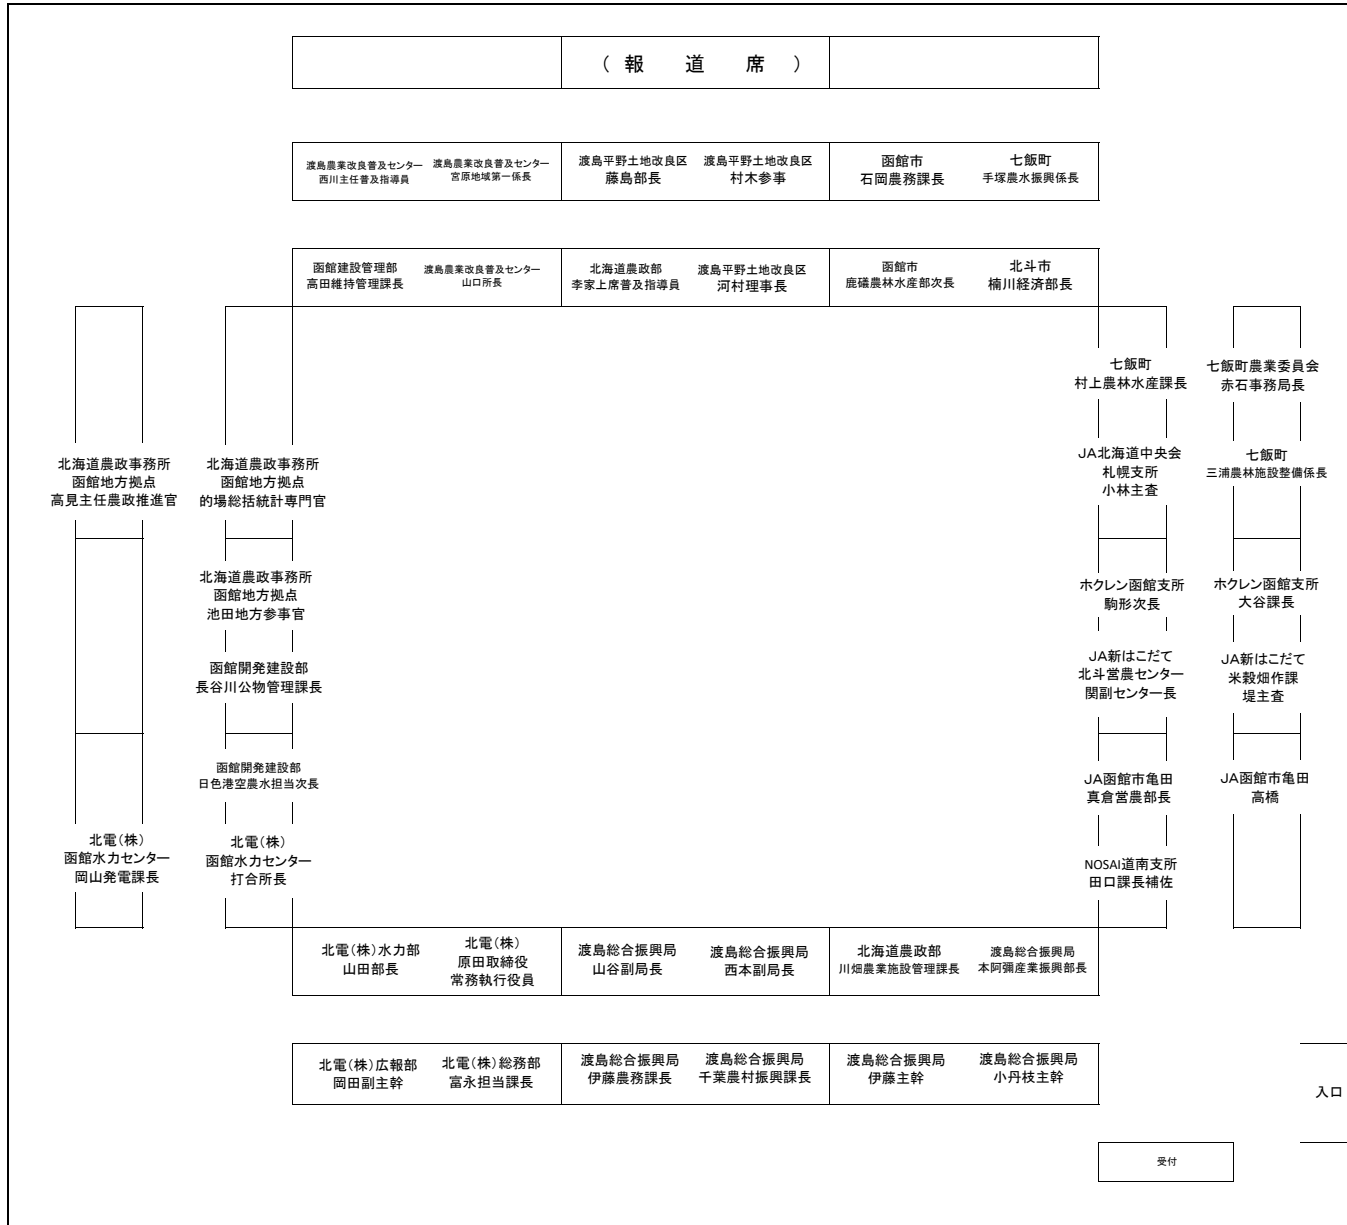 （ 報 道 席 ）
渡島農業改良普及センター
西川主任普及指導員
渡島農業改良普及センター
宮原地域第一係長
渡島平野土地改良区
藤島部長
渡島平野土地改良区
村木参事
函館市
石岡農務課長
七飯町
手塚農水振興係長
函館建設管理部
高田維持管理課長
渡島農業改良普及センター
山口所長
北海道農政部
李家上席普及指導員
渡島平野土地改良区
河村理事長
函館市
鹿磯農林水産部次長
北斗市
楠川経済部長
北海道農政事務所
函館地方拠点
高見主任農政推進官
北電（株）
函館水力センター
岡山発電課長
北海道農政事務所
函館地方拠点
的場総括統計専門官
北海道農政事務所
函館地方拠点
池田地方参事官
函館開発建設部
長谷川公物管理課長
函館開発建設部
日色港空農水担当次長
北電（株）
函館水力センター
打合所長
七飯町
村上農林水産課長
JA北海道中央会
札幌支所
小林主査
ホクレン函館支所
駒形次長
JA新はこだて
北斗営農センター
関副センター長
JA函館市亀田
真倉営農部長
NOSAI道南支所
田口課長補佐
七飯町農業委員会
赤石事務局長
七飯町
三浦農林施設整備係長
ホクレン函館支所
大谷課長
JA新はこだて
米穀畑作課
堤主査
JA函館市亀田
高橋
北電（株）水力部
山田部長
北電（株）
原田取締役
常務執行役員
渡島総合振興局
山谷副局長
渡島総合振興局
西本副局長
北海道農政部
川畑農業施設管理課長
渡島総合振興局
本阿彌産業振興部長
北電（株）広報部
岡田副主幹
北電（株）総務部
富永担当課長
渡島総合振興局
伊藤農務課長
渡島総合振興局
千葉農村振興課長
渡島総合振興局
伊藤主幹
渡島総合振興局
小丹枝主幹
入口
受付